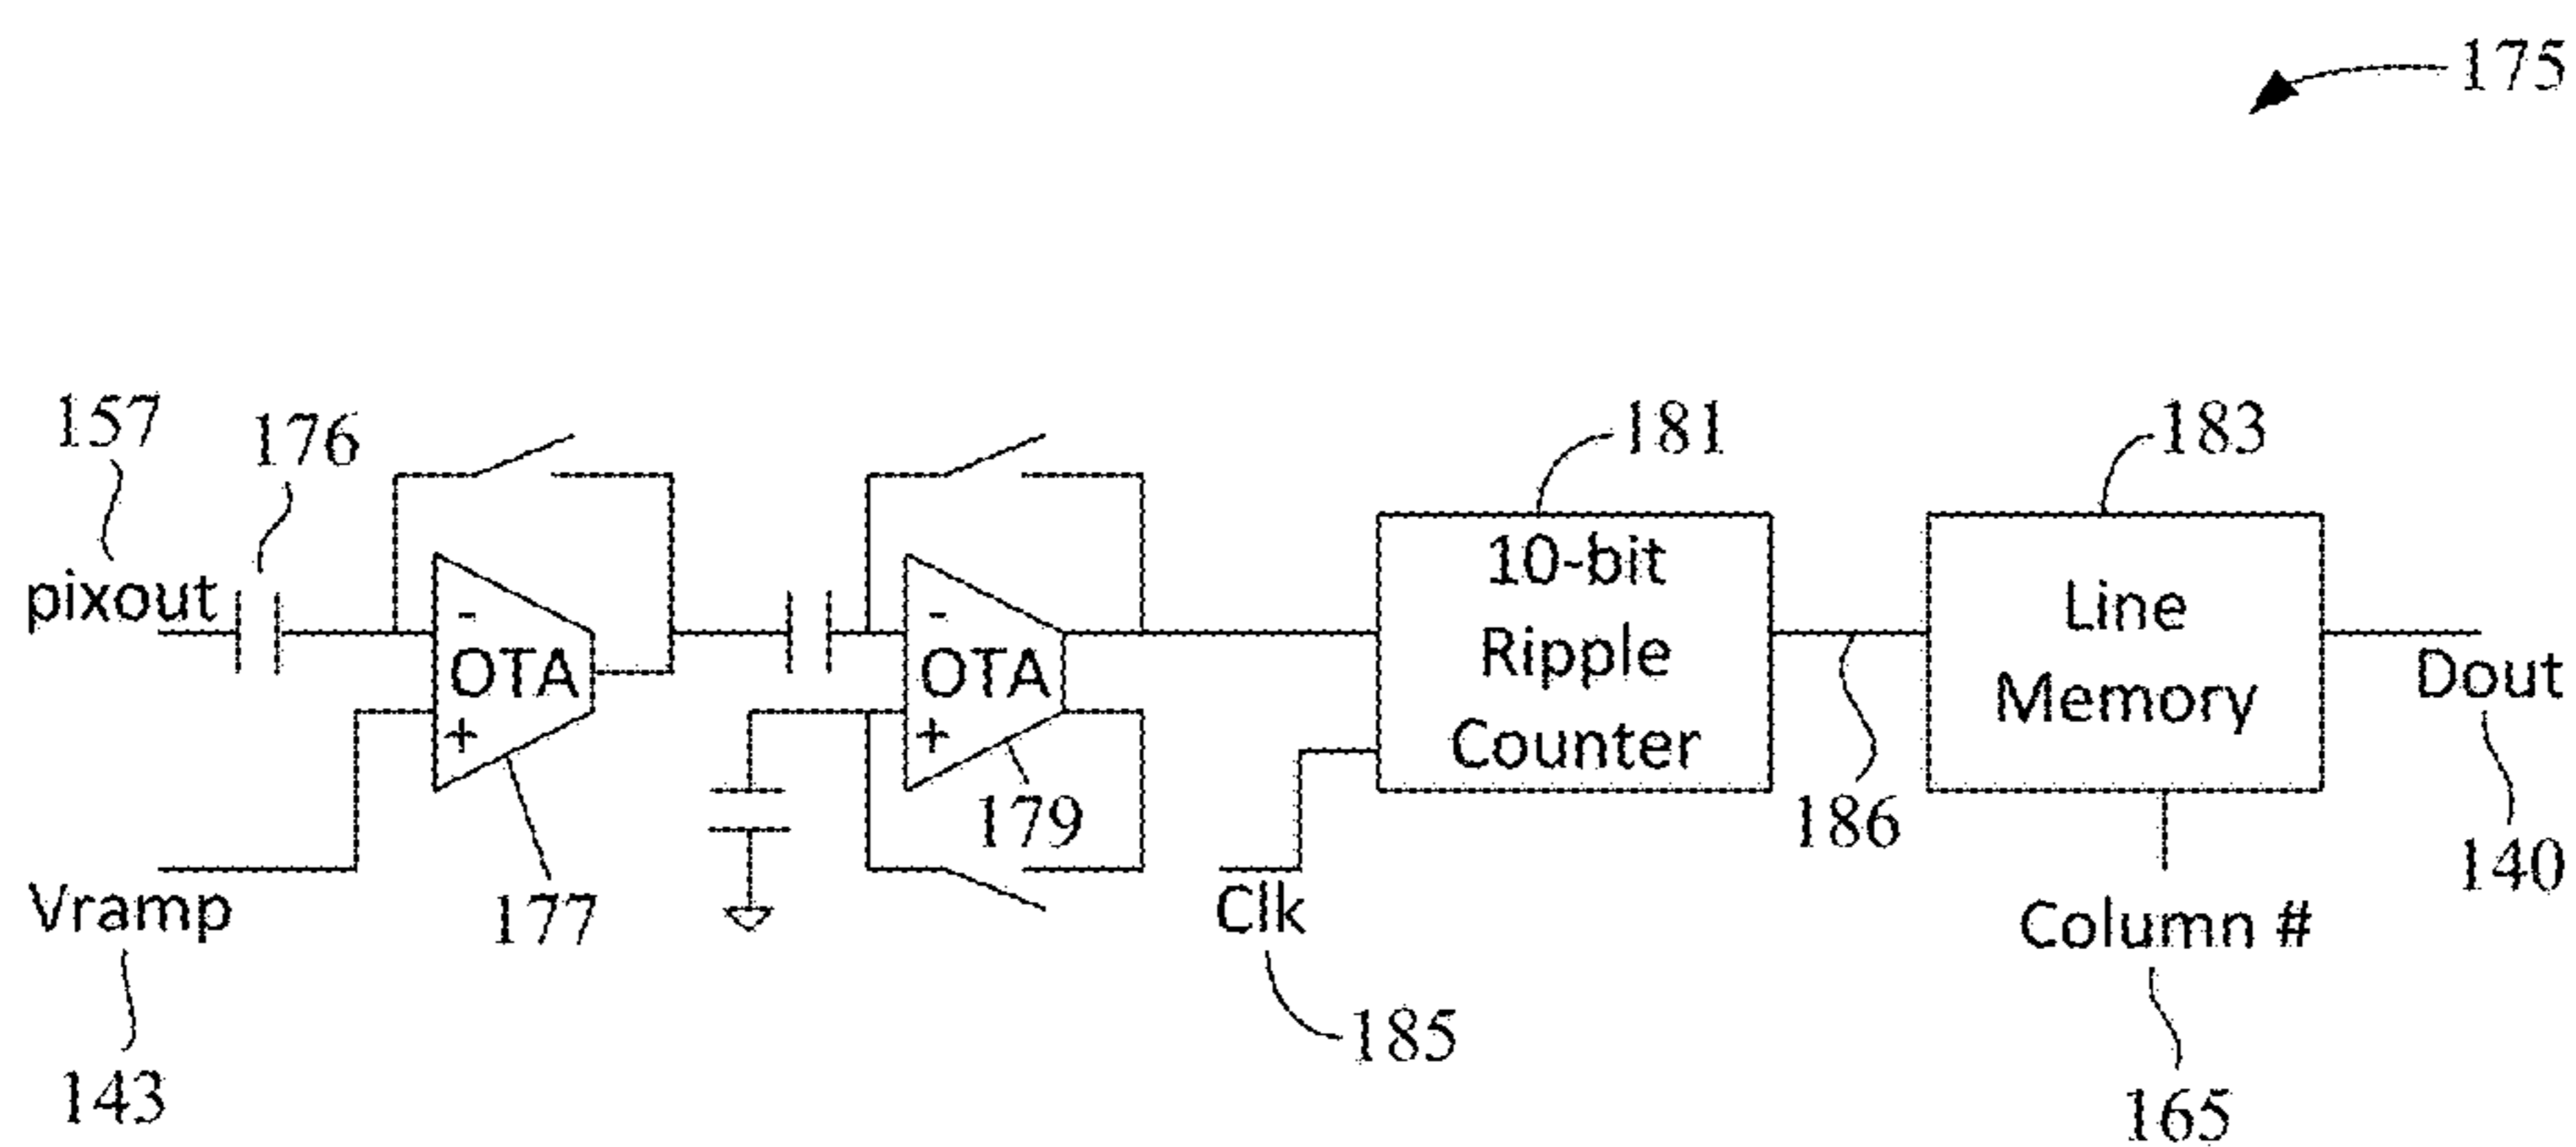 175
157
176
181
183
pixout
-
OTA
+
-
OTA
+
10-bit
Ripple
Counter
Line
Memory
Dout
179
186
140
Vramp
177
Clk
Column #
143
185
165